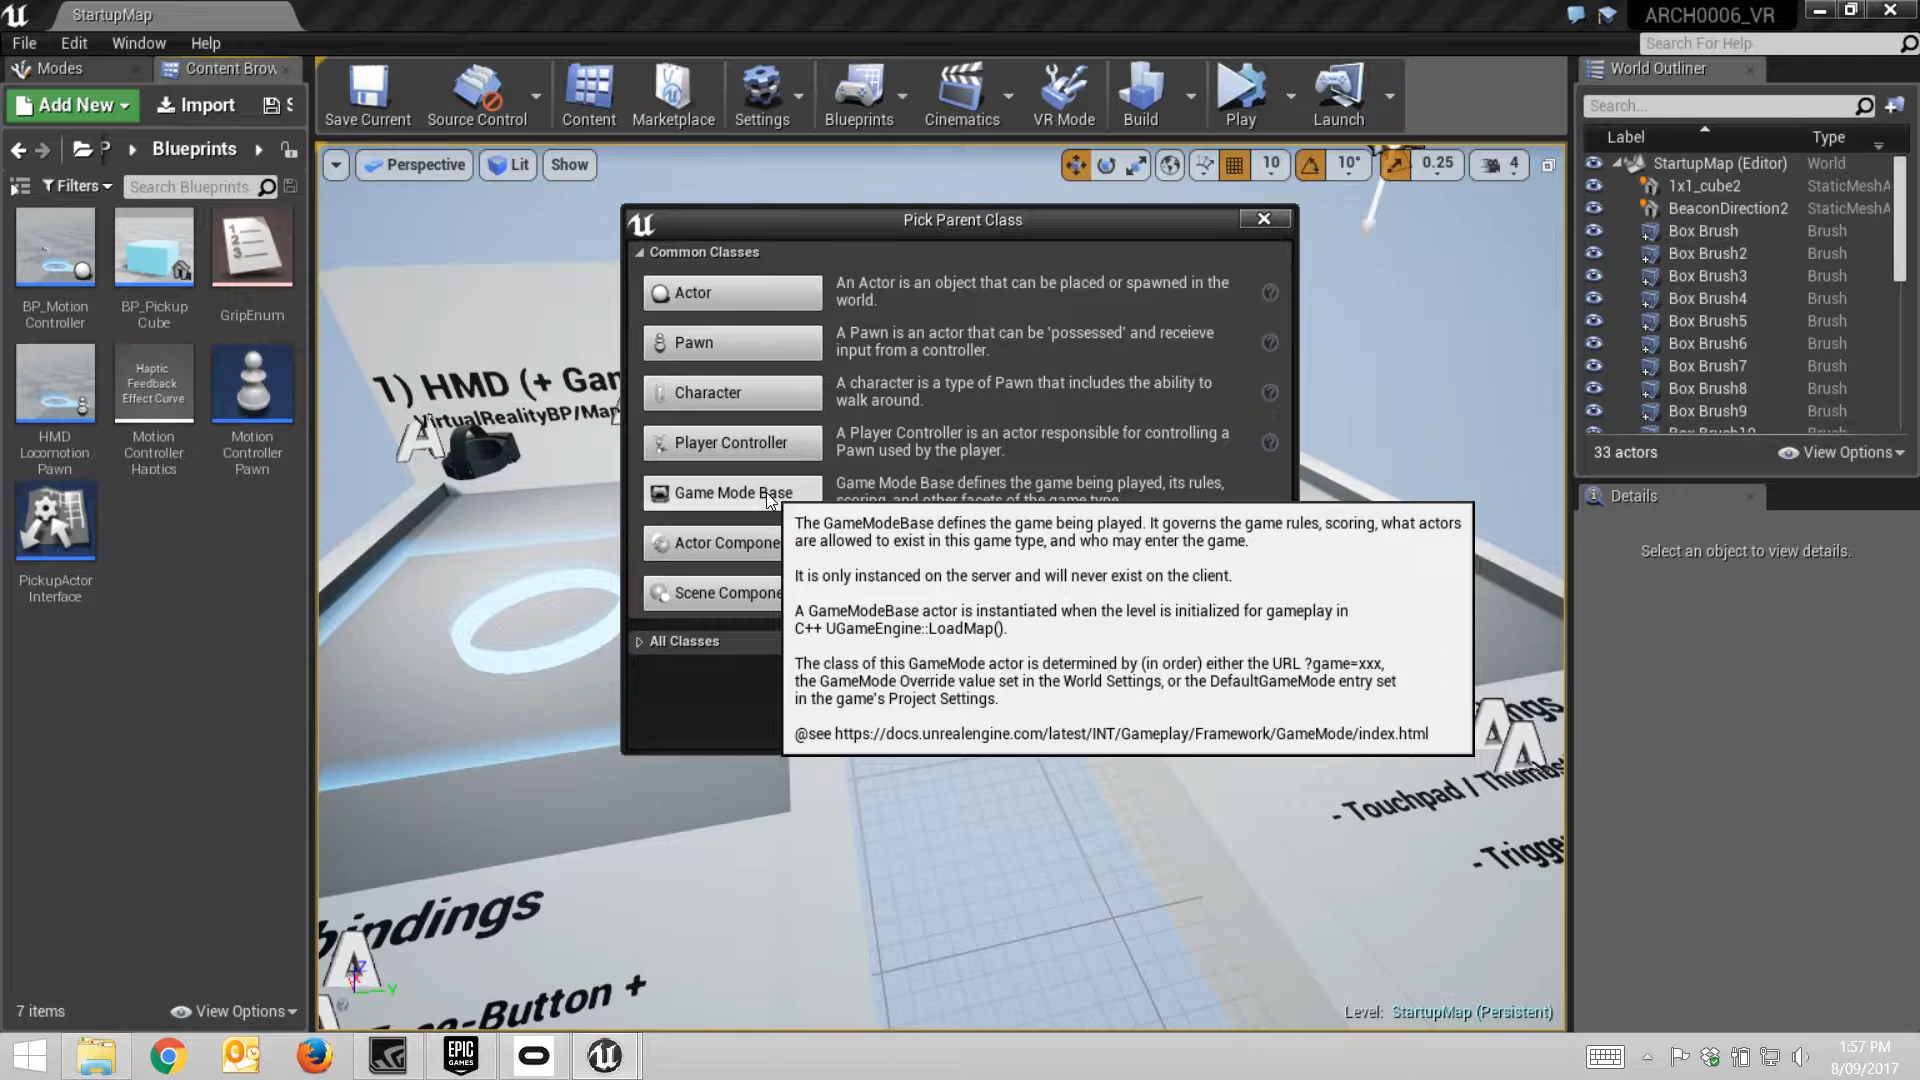 StartupMap
ARCH0006_VR
File Edit Window Help
Search For Help
Modes
Content Brow
Add New
Import
S
P
Blueprints
Filters
Search Blueprints
BP_Motion
Controller
BP_Pickup
Cube
GripEnum
Haptic
Feedback
Effect Curve
HMD
Locomotion
Pawn
Motion
Controller
Haptics
Motion
Controller
Pawn
PickupActor
Interface
7 items
View Options
Save Current
Source Control
Content
Marketplace
Settings
Blueprints
Cinematics
VR Mode
Build
Play
Launch
Perspective
Lit
Show
10
10°
0.25
4
1) HMD (+ Gam
VirtualRealityBP/Map
bindings
-Button +
ngs
- Touchpad / Thumbst
- Trigge
Level: StartupMap (Persistent)
Pick Parent Class
Common Classes
Actor
An Actor is an object that can be placed or spawned in the
world.
Pawn
A Pawn is an actor that can be 'possessed' and receieve
input from a controller.
Character
A character is a type of Pawn that includes the ability to
walk around.
Player Controller
A Player Controller is an actor responsible for controlling a
Pawn used by the player.
Game Mode Base
Game Mode Base defines the game being played, its rules,
scoring, and other facets of the game type.
Actor Compone
Scene Compone
All Classes
The GameModeBase defines the game being played. It governs the game rules, scoring, what actors
are allowed to exist in this game type, and who may enter the game.
It is only instanced on the server and will never exist on the client.
A GameModeBase actor is instantiated when the level is initialized for gameplay in
C++ UGameEngine::LoadMap().
The class of this GameMode actor is determined by (in order) either the URL ?game=xxx,
the GameMode Override value set in the World Settings, or the DefaultGameMode entry set
in the game's Project Settings.
@see https://docs.unrealengine.com/latest/INT/Gameplay/Framework/GameMode/index.html
World Outliner
Search...
Label
Type
StartupMap (Editor) World
1x1_cube2 StaticMeshA
BeaconDirection2 StaticMeshA
Box Brush Brush
Box Brush2 Brush
Box Brush3 Brush
Box Brush4 Brush
Box Brush5 Brush
Box Brush6 Brush
Box Brush7 Brush
Box Brush8 Brush
Box Brush9 Brush
Box Brush10 Brush
33 actors
View Options
Details
Select an object to view details.
EPIC
GAMES
1:57 PM
8/09/2017